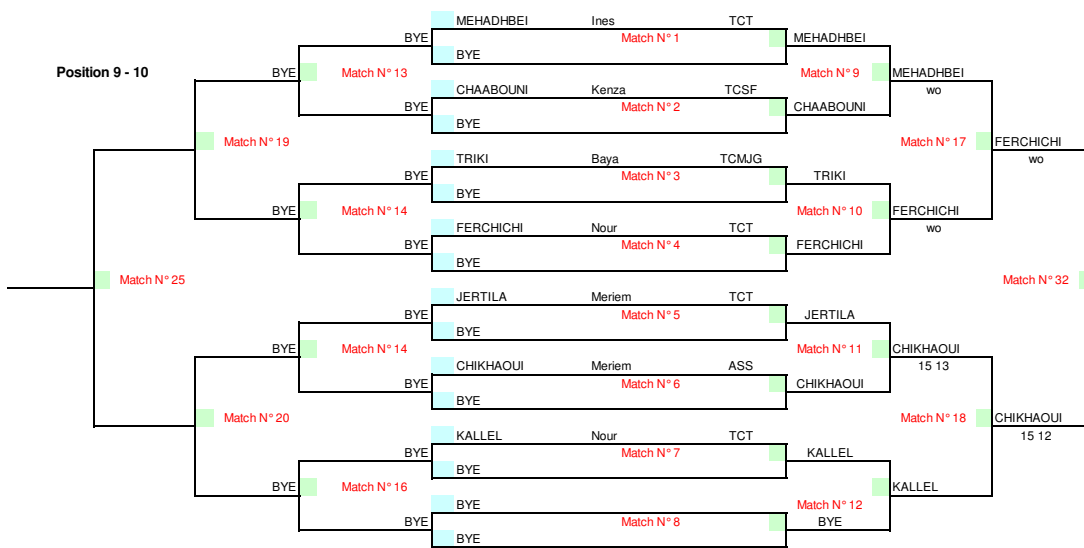 MEHADHBEI Ines TCT
BYE Match N° 1 MEHADHBEI
BYE
Position 9 - 10 BYE Match N° 13 Match N° 9 MEHADHBEI
wo
CHAABOUNI Kenza TCSF
BYE Match N° 2 CHAABOUNI
BYE
Match N° 19 Match N° 17 FERCHICHI
wo
TRIKI Baya TCMJG
BYE Match N° 3 TRIKI
BYE
BYE Match N° 14 Match N° 10 FERCHICHI
wo
FERCHICHI Nour TCT
BYE Match N° 4 FERCHICHI
BYE
Match N° 25 Match N° 32
JERTILA Meriem TCT
BYE Match N° 5 JERTILA
BYE
BYE Match N° 14 Match N° 11 CHIKHAOUI
15 13
CHIKHAOUI Meriem ASS
BYE Match N° 6 CHIKHAOUI
BYE
Match N° 20 Match N° 18 CHIKHAOUI
15 12
KALLEL Nour TCT
BYE Match N° 7 KALLEL
BYE
BYE Match N° 16 KALLEL
BYE Match N° 12
BYE Match N° 8 BYE
BYE